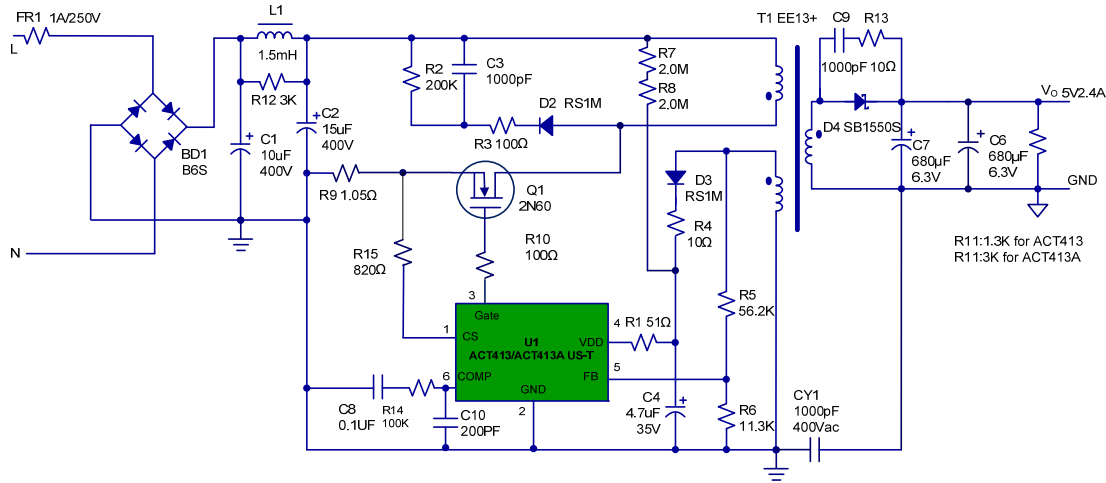 FR1 1A/250V
L
L1
1.5mH
R12 3K
BD1
B6S
N
C1
10uF
400V
C2
15uF
400V
R2
200K
C3
1000pF
R3 100Ω
D2 RS1M
R7
2.0M
R8
2.0M
T1 EE13+
C9
R13
1000pF 10Ω
D4 SB1550S
VO 5V2.4A
C7
680µF
6.3V
C6
680µF
6.3V
GND
R11:1.3K for ACT413
R11:3K for ACT413A
R9 1.05Ω
Q1
2N60
D3
RS1M
R4
10Ω
R15
820Ω
R10
100Ω
3
Gate
1
CS
U1
ACT413/ACT413A US-T
4
VDD
R1 51Ω
5
FB
6
COMP
GND
2
R5
56.2K
R6
11.3K
C4
4.7uF
35V
C8
0.1UF
R14
100K
C10
200PF
CY1
1000pF
400Vac